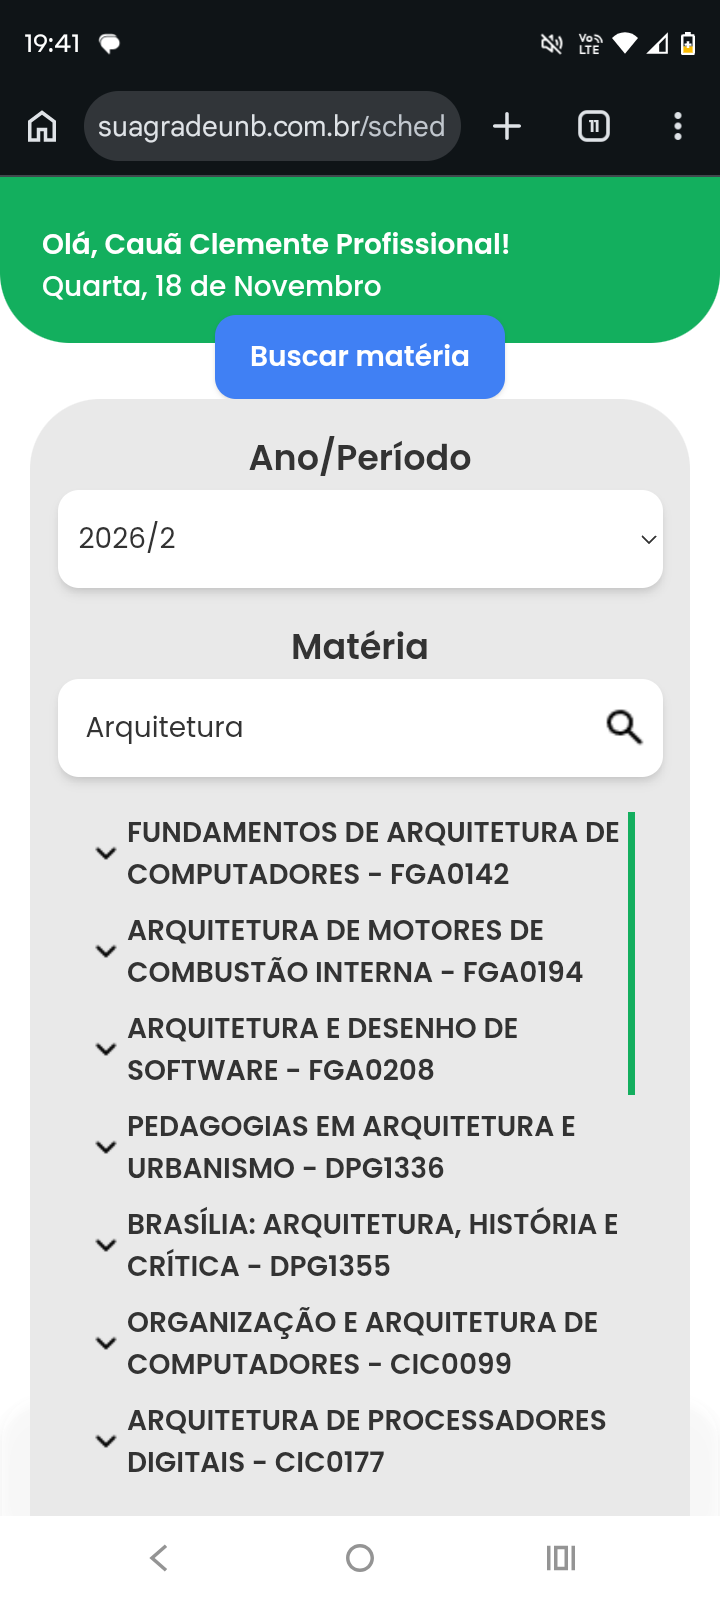 19:41
Vo LTE
suagradeunb.com.br/sched
11
Olá, Cauã Clemente Profissional!
Quarta, 18 de Novembro
Buscar matéria
Ano/Período
2026/2
Matéria
Arquitetura
FUNDAMENTOS DE ARQUITETURA DE
COMPUTADORES - FGA0142
ARQUITETURA DE MOTORES DE
COMBUSTÃO INTERNA - FGA0194
ARQUITETURA E DESENHO DE
SOFTWARE - FGA0208
PEDAGOGIAS EM ARQUITETURA E
URBANISMO - DPG1336
BRASÍLIA: ARQUITETURA, HISTÓRIA E
CRÍTICA - DPG1355
ORGANIZAÇÃO E ARQUITETURA DE
COMPUTADORES - CIC0099
ARQUITETURA DE PROCESSADORES
DIGITAIS - CIC0177